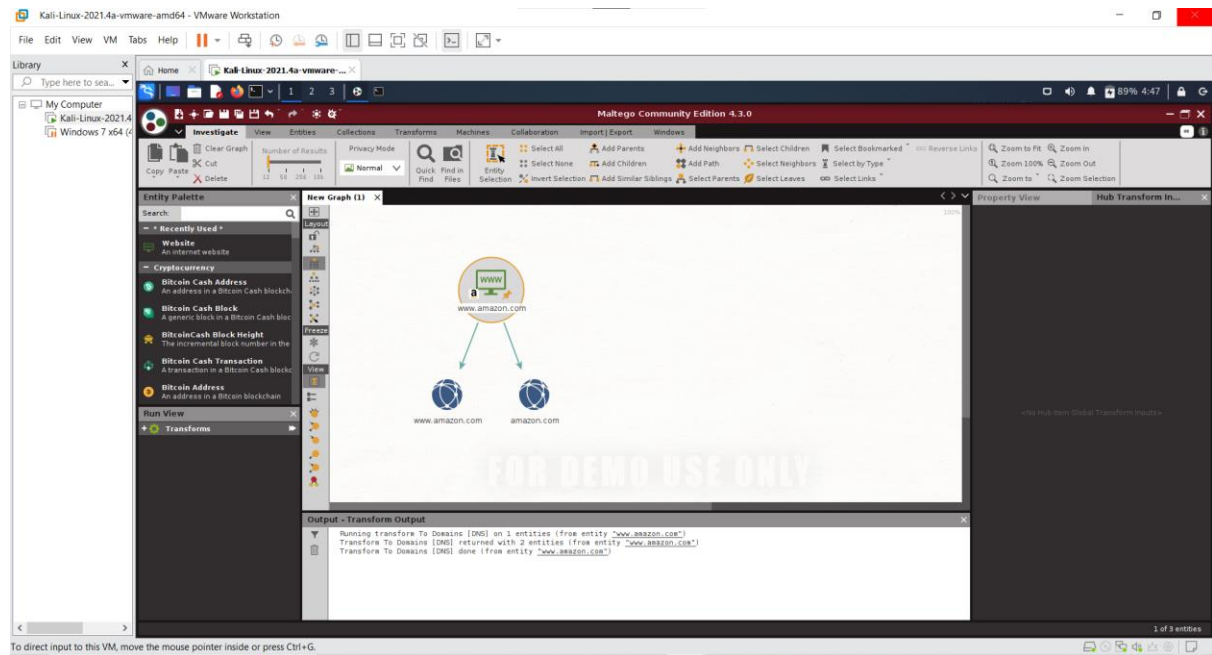 Kali-Linux-2021.4a-vmware-amd64 - VMware Workstation
File Edit View VM Tabs Help
Library X
Home Kali-Linux-2021.4a-vmware-... X
Type here to sea...
My Computer
Kali-Linux-2021.4
Windows 7 x64 (4
1 2 3
89% 4:47
Maltego Community Edition 4.3.0
Investigate View Entities Collections Transforms Machines Collaboration Import | Export Windows
Copy Paste
Clear Graph
Cut
Delete
Number of Results
12 50 256 10k
Privacy Mode
Normal
Quick Find
Find in Files
Entity Selection
Select All Add Parents Add Neighbors Select Children Select Bookmarked Reverse Links Zoom to Fit Zoom In
Select None Add Children Add Path Select Neighbors Select by Type Zoom 100% Zoom Out
Invert Selection Add Similar Siblings Select Parents Select Leaves Select Links Zoom to Zoom Selection
Entity Palette
Search:
- * Recently Used *
Website
An internet website
- Cryptocurrency
Bitcoin Cash Address
An address in a Bitcoin Cash blockch
Bitcoin Cash Block
A generic block in a Bitcoin Cash bloc
BitcoinCash Block Height
The incremental block number in the
Bitcoin Cash Transaction
A transaction in a Bitcoin Cash blockc
Bitcoin Address
An address in a Bitcoin blockchain
Run View
+ Transforms
New Graph (1) X
100%
Layout
Freeze
View
WWW
a
www.amazon.com
www.amazon.com amazon.com
FOR DEMO USE ONLY
Property View Hub Transform In...
<No Hub Item Global Transform Inputs>
Output - Transform Output
Running transform To Domains [DNS] on 1 entities (from entity "www.amazon.com")
Transform To Domains [DNS] returned with 2 entities (from entity "www.amazon.com")
Transform To Domains [DNS] done (from entity "www.amazon.com")
1 of 3 entities
To direct input to this VM, move the mouse pointer inside or press Ctrl+G.